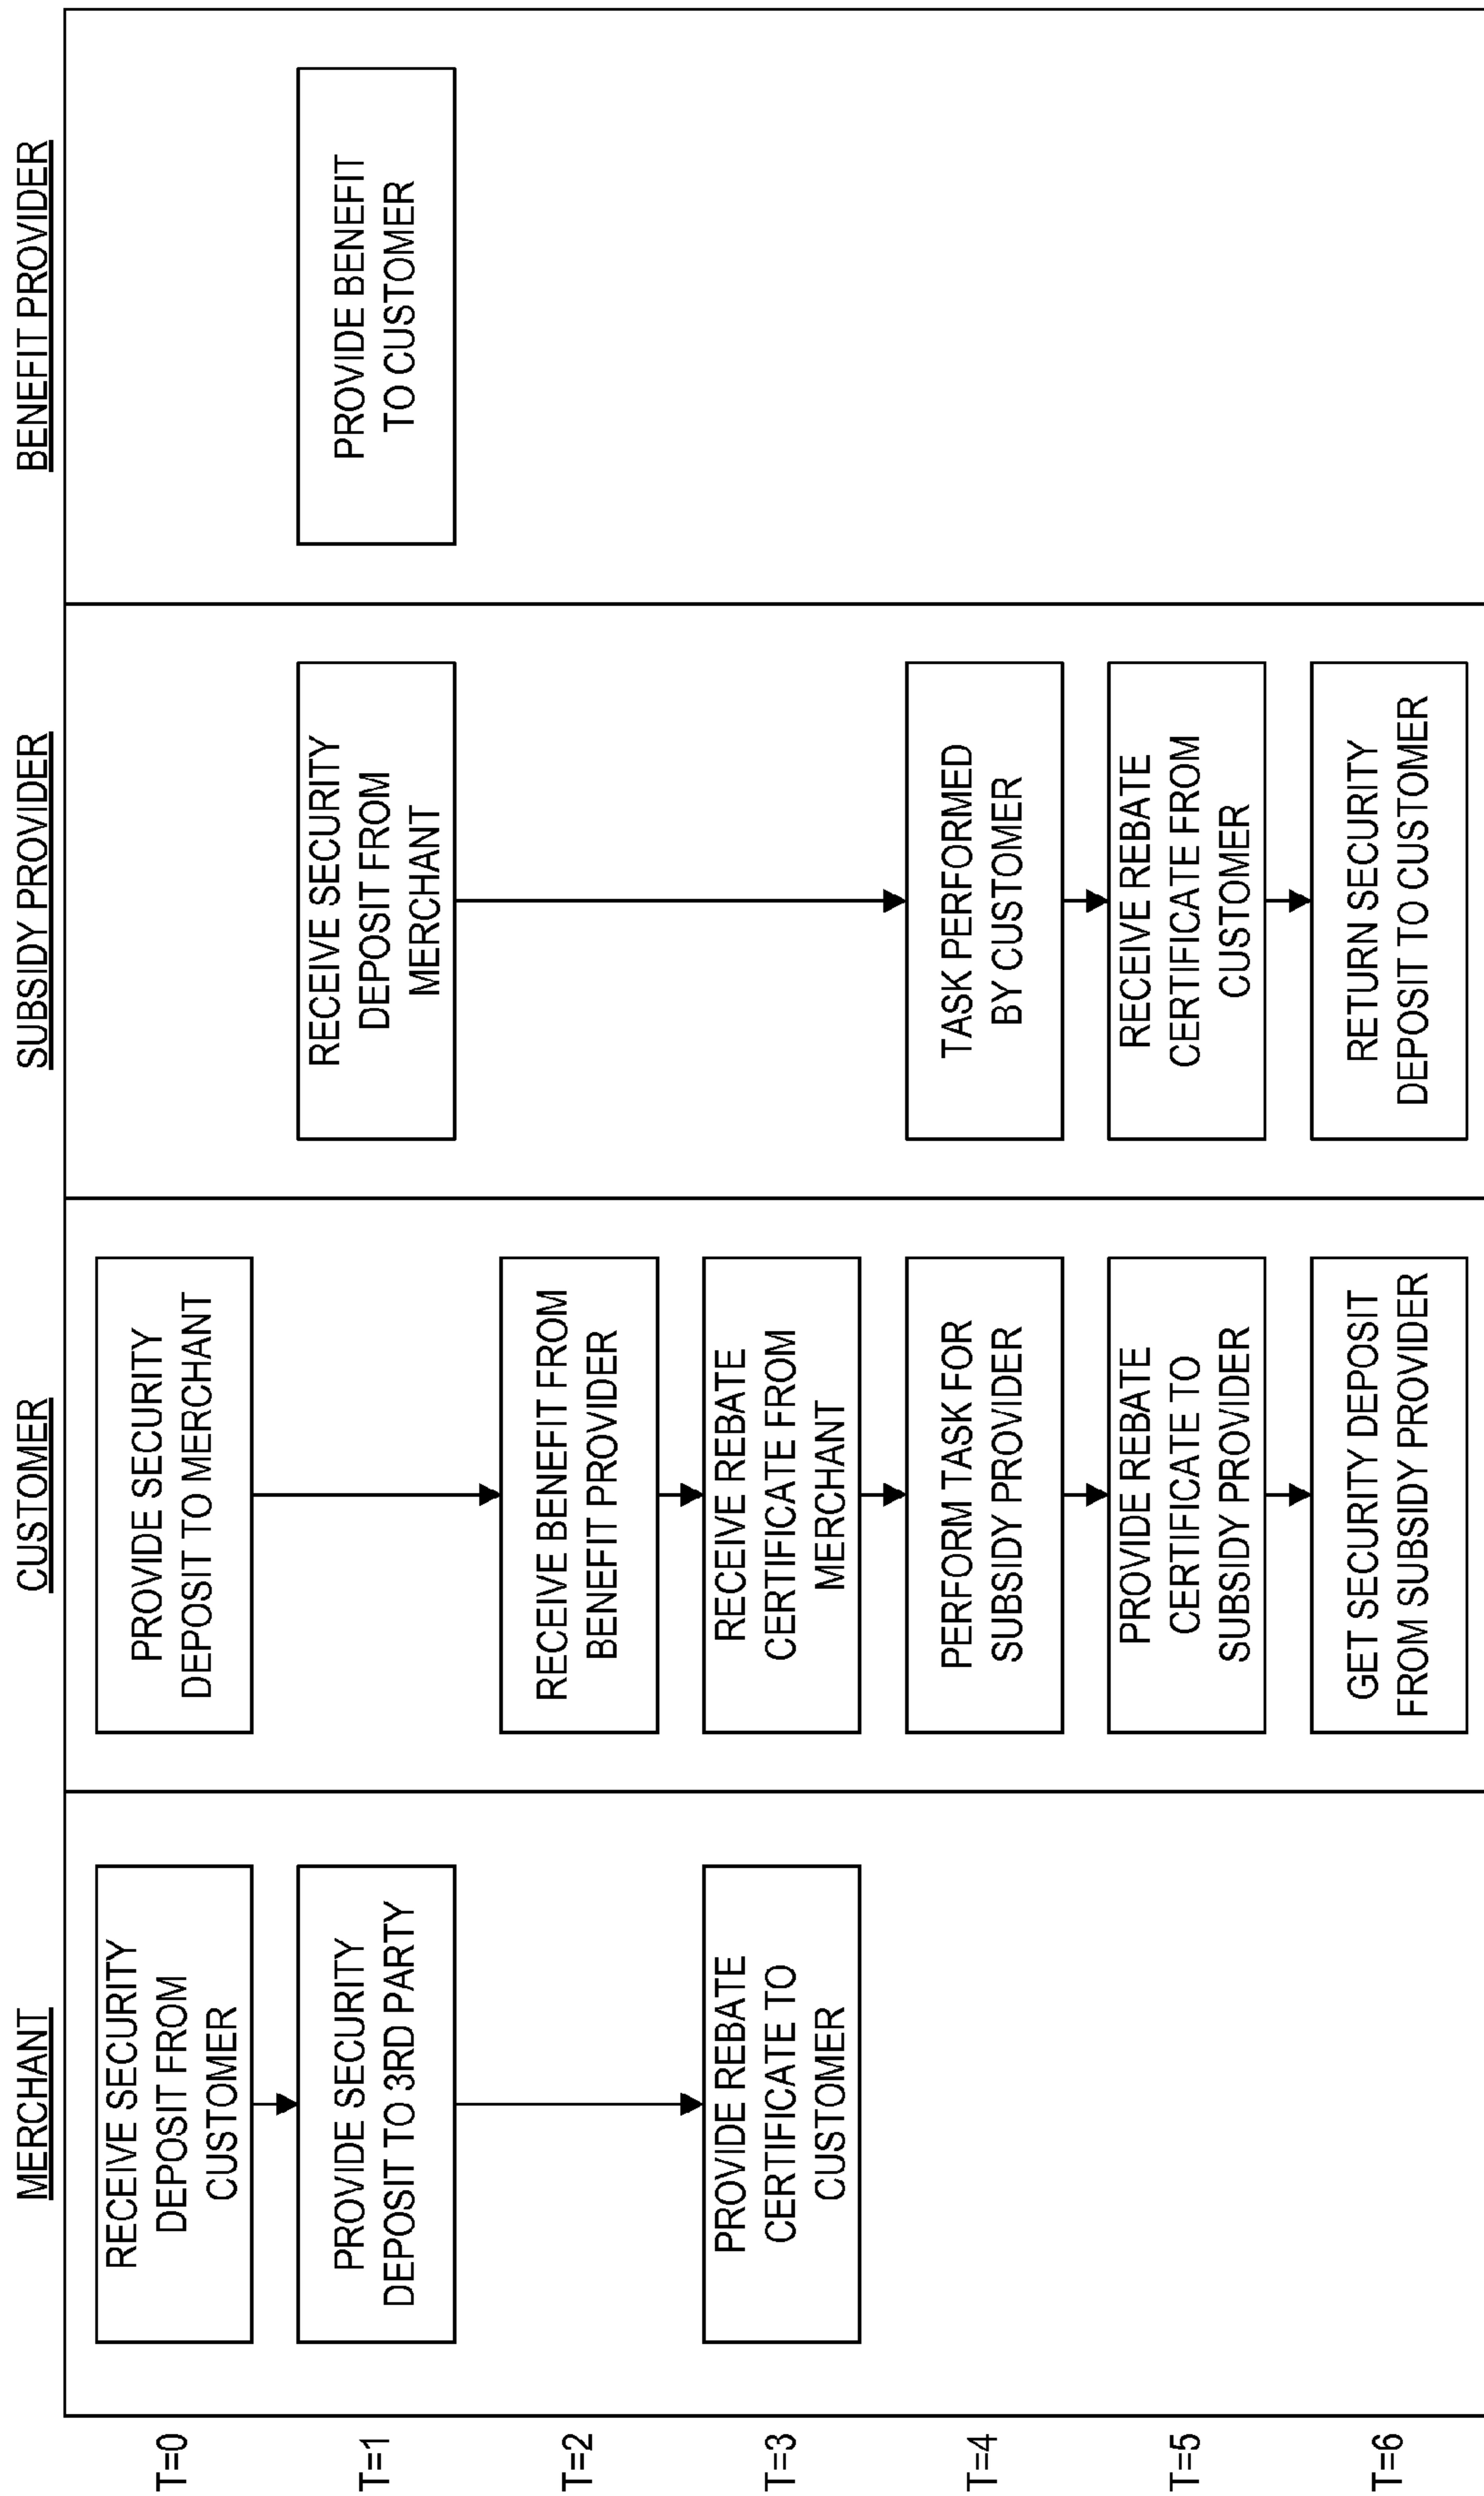 MERCHANT
CUSTOMER
SUBSIDY PROVIDER
BENEFIT PROVIDER
T=0
RECEIVE SECURITY
DEPOSIT FROM
CUSTOMER
PROVIDE SECURITY
DEPOSIT TO MERCHANT
T=1
PROVIDE SECURITY
DEPOSIT TO 3RD PARTY
RECEIVE SECURITY
DEPOSIT FROM
MERCHANT
PROVIDE BENEFIT
TO CUSTOMER
T=2
RECEIVE BENEFIT FROM
BENEFIT PROVIDER
T=3
PROVIDE REBATE
CERTIFICATE TO
CUSTOMER
RECEIVE REBATE
CERTIFICATE FROM
MERCHANT
T=4
PERFORM TASK FOR
SUBSIDY PROVIDER
TASK PERFORMED
BY CUSTOMER
T=5
PROVIDE REBATE
CERTIFICATE TO
SUBSIDY PROVIDER
RECEIVE REBATE
CERTIFICATE FROM
CUSTOMER
T=6
GET SECURITY DEPOSIT
FROM SUBSIDY PROVIDER
RETURN SECURITY
DEPOSIT TO CUSTOMER